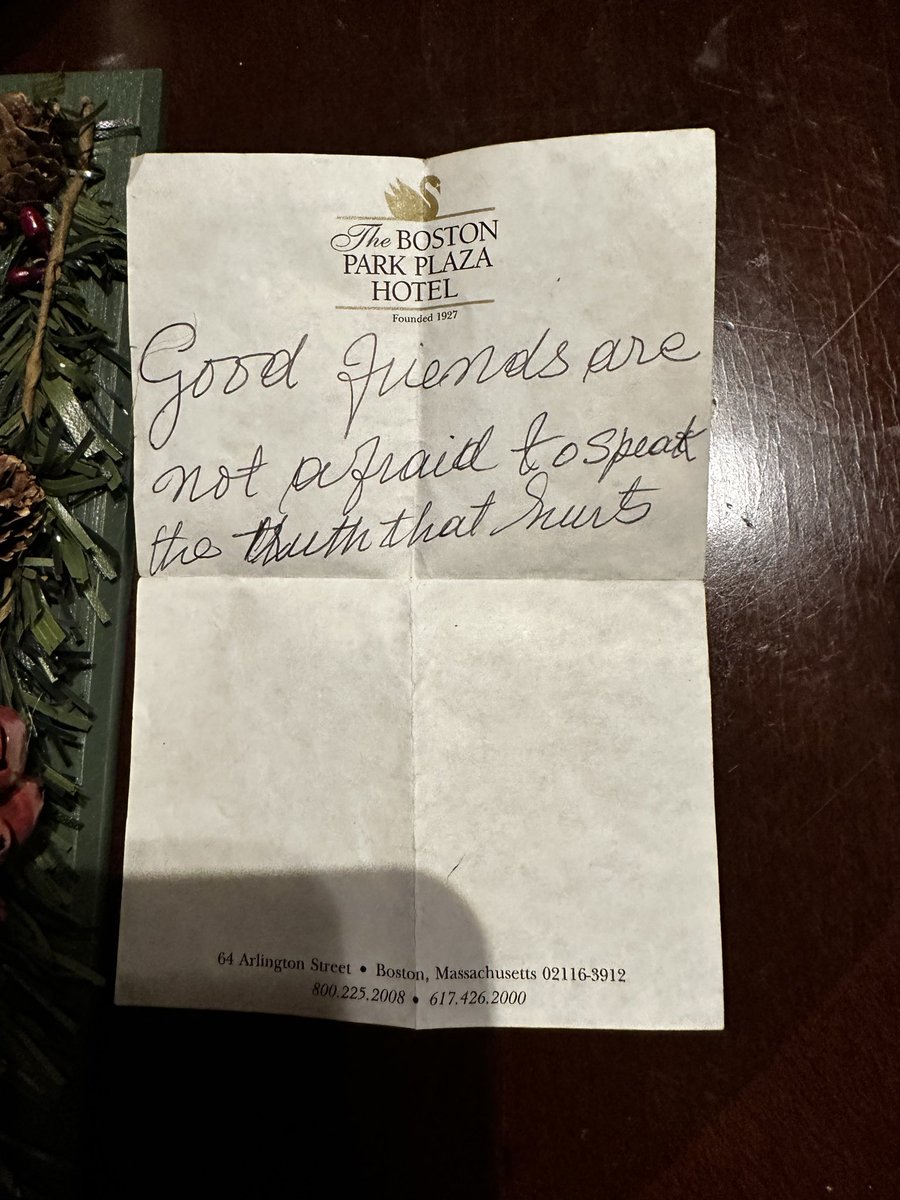 The BOSTON
PARK PLAZA
HOTEL
Founded 1927
Good friends are
not afraid to speak
the truth that hurts
64 Arlington Street • Boston, Massachusetts 02116-3912
800.225.2008 • 617.426.2000